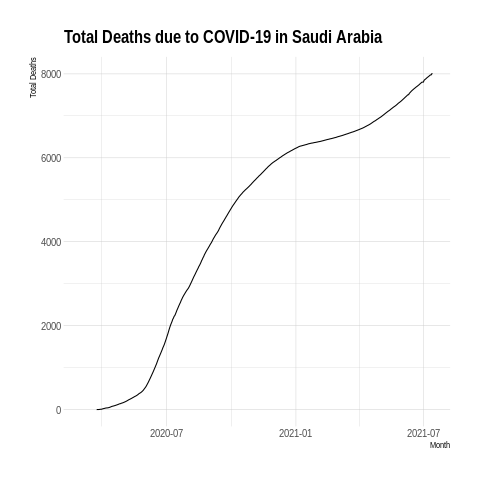 Total Deaths due to COVID-19 in Saudi Arabia
Total Deaths
8000
6000
4000
2000
0
2020-07
2021-01
2021-07
Month